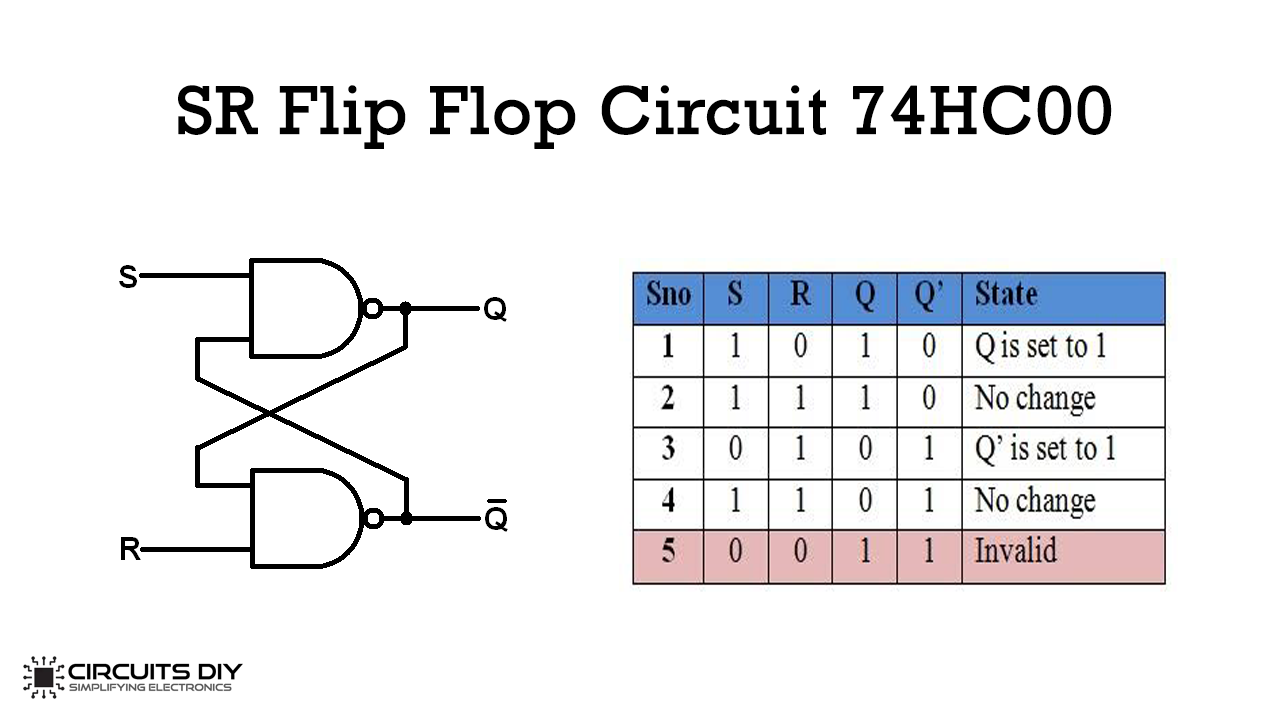 SR Flip Flop Circuit 74HC00
S
Q
R
Q̅
Sno S R Q Q’ State
1 1 0 1 0 Q is set to 1
2 1 1 1 0 No change
3 0 1 0 1 Q’ is set to 1
4 1 1 0 1 No change
5 0 0 1 1 Invalid
CIRCUITS DIY
SIMPLIFYING ELECTRONICS